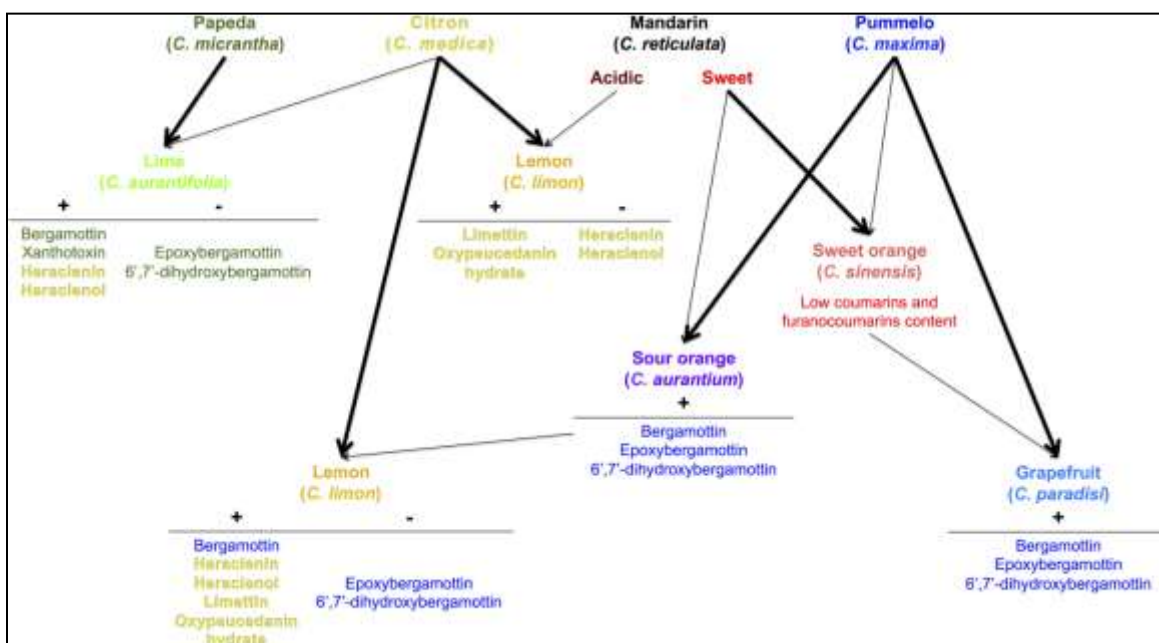 Papeda
(C. micrantha)
Citron
(C. medica)
Mandarin
(C. reticulata)
Pummelo
(C. maxima)
Acidic
Sweet
Lime
(C. aurantifolia)
+
-
Bergamottin
Xanthotoxin
Heraclenin
Heraclenol
Epoxybergamottin
6',7'-dihydroxybergamottin
Lemon
(C. limon)
+
-
Limettin
Oxypeucedanin
hydrate
Heraclenin
Heraclenol
Sweet orange
(C. sinensis)
Low coumarins and
furanocoumarins content
Sour orange
(C. aurantium)
+
Bergamottin
Epoxybergamottin
6',7'-dihydroxybergamottin
Lemon
(C. limon)
+
-
Bergamottin
Heraclenin
Heraclenol
Limettin
Oxypeucedanin
hydrate
Epoxybergamottin
6',7'-dihydroxybergamottin
Grapefruit
(C. paradisi)
+
Bergamottin
Epoxybergamottin
6',7'-dihydroxybergamottin